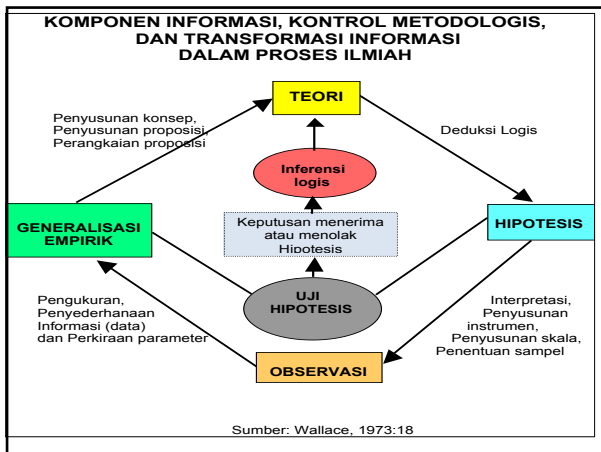 KOMPONEN INFORMASI, KONTROL METODOLOGIS,
DAN TRANSFORMASI INFORMASI
DALAM PROSES ILMIAH
TEORI
Penyusunan konsep,
Penyusunan proposisi,
Perangkaian proposisi
Deduksi Logis
Inferensi
logis
GENERALISASI
EMPIRIK
Keputusan menerima
atau menolak
Hipotesis
HIPOTESIS
UJI
HIPOTESIS
Pengukuran,
Penyederhanaan
Informasi (data)
dan Perkiraan parameter
Interpretasi,
Penyusunan
instrumen,
Penyusunan skala,
Penentuan sampel
OBSERVASI
Sumber: Wallace, 1973:18